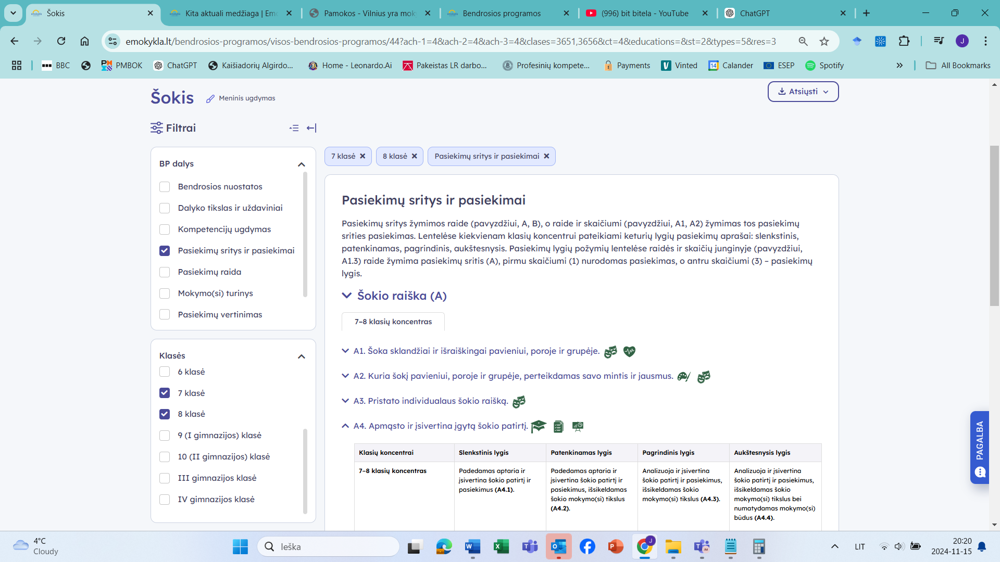 Šokis
Kita aktuali medžiaga | Em
Pamokos - Vilnius yra mok
Bendrosios programos
(996) bit bitela - YouTube
ChatGPT
emokykla.lt/bendrosios-programos/visos-bendrosios-programos/44?ach-1=4&ach-2=4&ach-3=4&clases=3651,3656&ct=4&educations=&st=2&types=5&res=3
J
BBC
PMBOK
ChatGPT
Kaišiadorių Algirdo...
Home - Leonardo.Ai
Pakeistas LR darbo...
Profesinių kompete...
Payments
Vinted
14
Calander
ESEP
Spotify
All Bookmarks
Šokis
Meninis ugdymas
Atsiųsti
Filtrai
BP dalys
Bendrosios nuostatos
Dalyko tikslas ir uždaviniai
Kompetencijų ugdymas
Pasiekimų sritys ir pasiekimai
Pasiekimų raida
Mokymo(si) turinys
Pasiekimų vertinimas
Klasės
6 klasė
7 klasė
8 klasė
9 (I gimnazijos) klasė
10 (II gimnazijos) klasė
III gimnazijos klasė
IV gimnazijos klasė
7 klasė
8 klasė
Pasiekimų sritys ir pasiekimai
Pasiekimų sritys ir pasiekimai
Pasiekimų sritys žymimos raide (pavyzdžiui, A, B), o raide ir skaičiumi (pavyzdžiui, A1, A2) žymimas tos pasiekimų
srities pasiekimas. Lentelėse kiekvienam klasių koncentrui pateikiami keturių lygių pasiekimų aprašai: slenkstinis,
patenkinamas, pagrindinis, aukštesnysis. Pasiekimų lygių požymių lentelėse raidės ir skaičių junginyje (pavyzdžiui,
A1.3) raide žymima pasiekimų sritis (A), pirmu skaičiumi (1) nurodomas pasiekimas, o antru skaičiumi (3) – pasiekimų
lygis.
Šokio raiška (A)
7–8 klasių koncentras
A1. Šoka sklandžiai ir išraiškingai pavieniui, poroje ir grupėje.
A2. Kuria šokį pavieniui, poroje ir grupėje, perteikdamas savo mintis ir jausmus.
A3. Pristato individualaus šokio raišką.
A4. Apmąsto ir įsivertina įgytą šokio patirtį.
Klasių koncentrai
Slenkstinis lygis
Patenkinamas lygis
Pagrindinis lygis
Aukštesnysis lygis
7–8 klasių koncentras
Padedamas aptaria ir
įsivertina šokio patirtį ir
pasiekimus (A4.1).
Padedamas aptaria ir
įsivertina šokio patirtį ir
pasiekimus, išsikeldamas
šokio mokymo(si) tikslus
(A4.2).
Analizuoja ir įsivertina
šokio patirtį ir pasiekimus,
išsikeldamas šokio
mokymo(si) tikslus (A4.3).
Analizuoja ir įsivertina
šokio patirtį ir pasiekimus,
išsikeldamas šokio
mokymo(si) tikslus bei
numatydamas mokymo(si)
būdus (A4.4).
PAGALBA
4°C
Cloudy
Ieška
LIT
20:20
2024-11-15